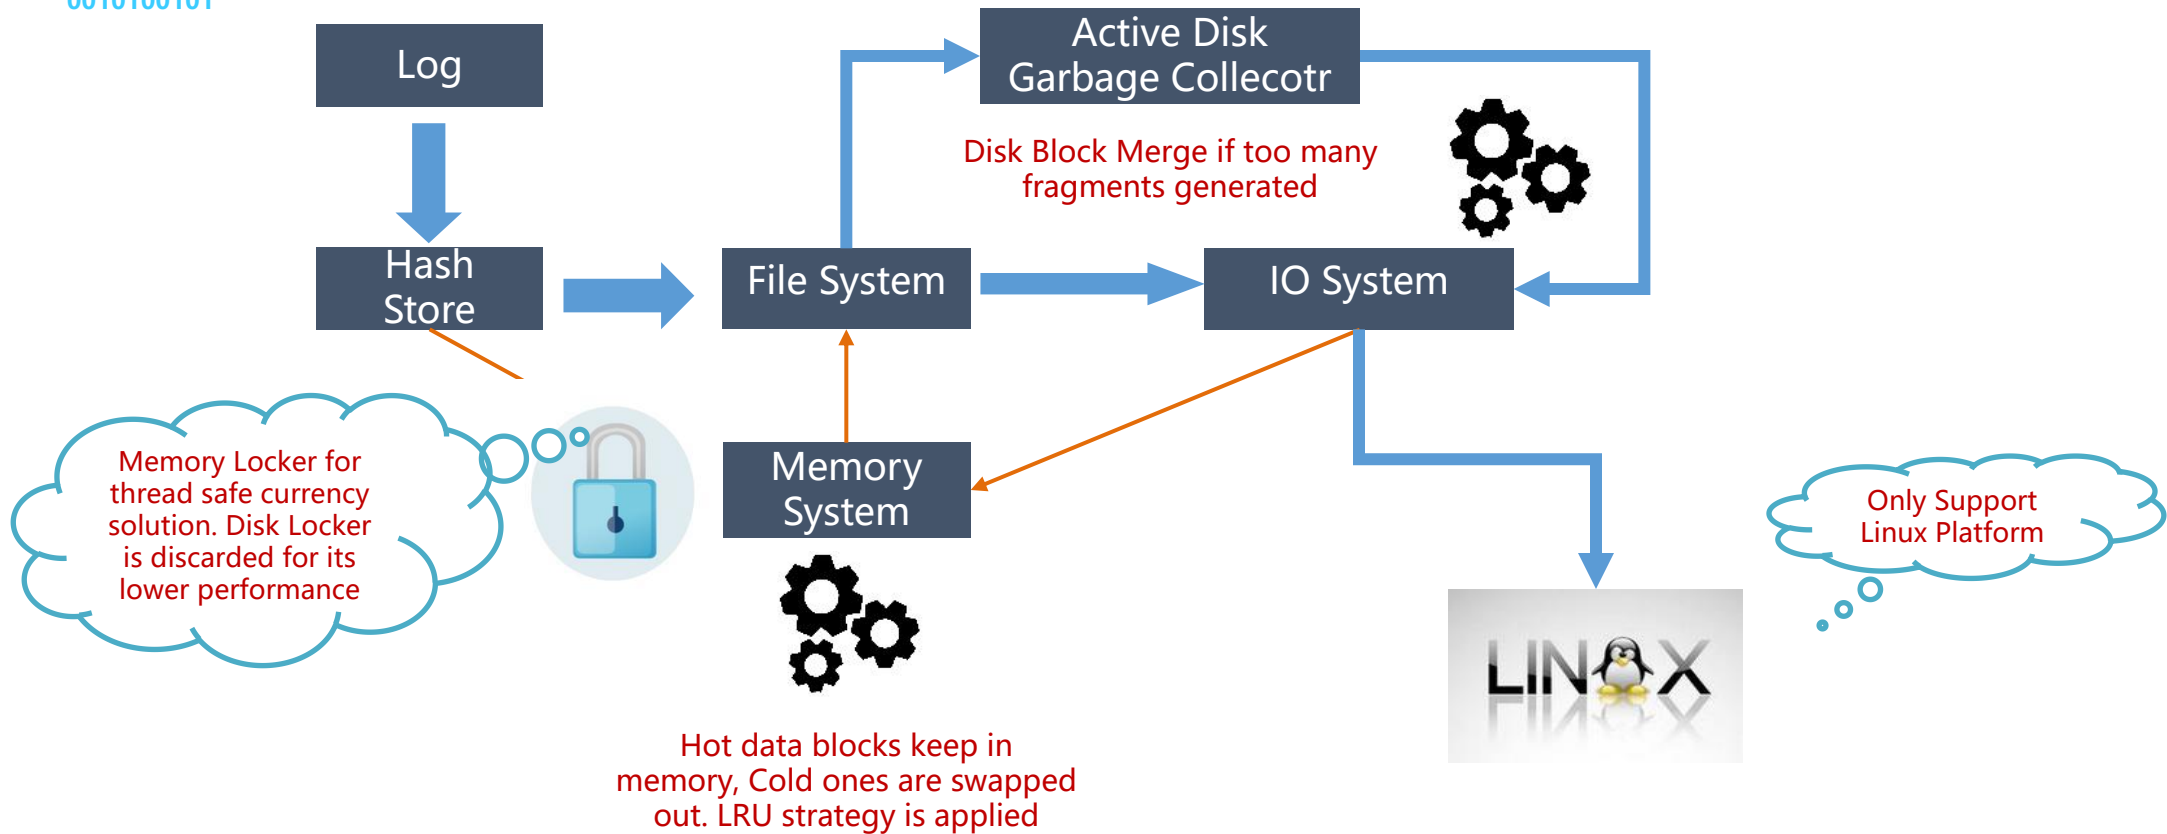 0010100101
Log
Active Disk
Garbage Collecotr
Disk Block Merge if too many
fragments generated
Hash
Store
File System
IO System
Memory Locker for
thread safe currency
solution. Disk Locker
is discarded for its
lower performance
Memory
System
Only Support
Linux Platform
LINUX
Hot data blocks keep in
memory, Cold ones are swapped
out. LRU strategy is applied